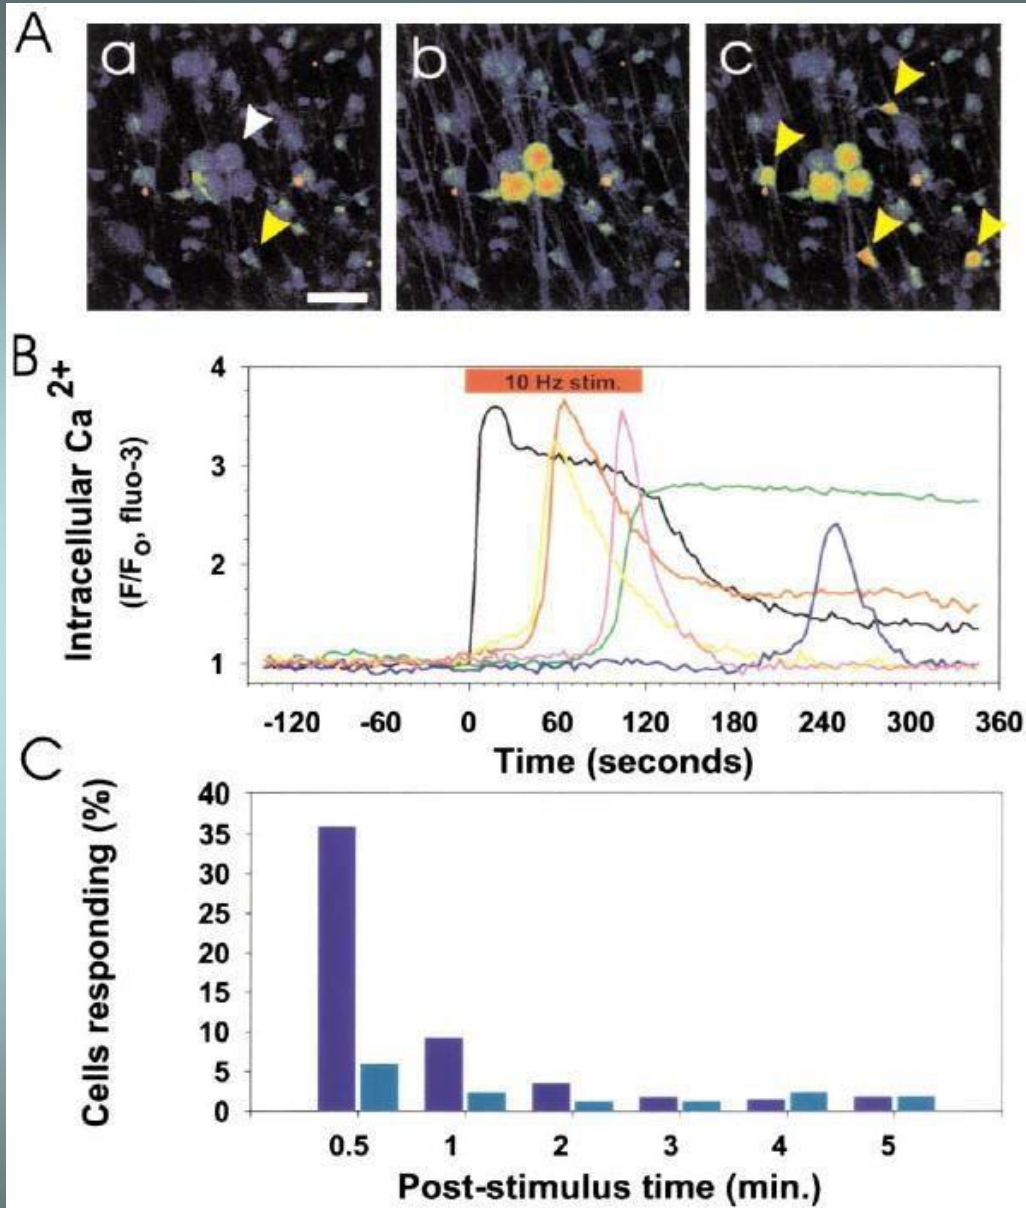 A
a
b
c
B
Intracellular Ca 2+
(F/FO, fluo-3)
4
3
2
1
10 Hz stim.
-120 -60 0 60 120 180 240 300 360
Time (seconds)
C
Cells responding (%)
40
35
30
25
20
15
10
5
0
0.5 1 2 3 4 5
Post-stimulus time (min.)